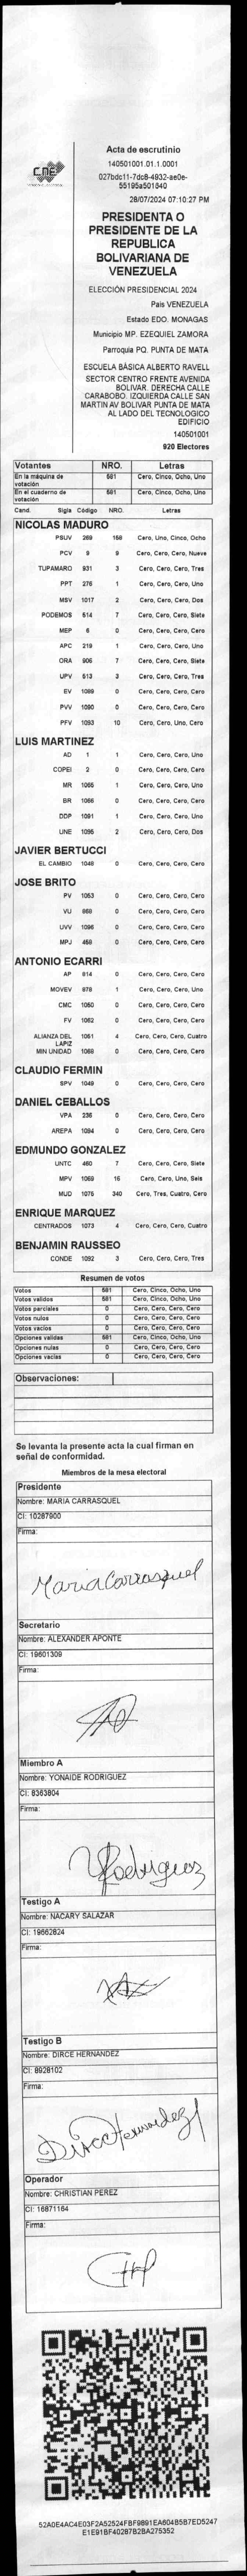 CNE
Acta de escrutinio
140501001.01.1.0001
027bdc11-7dc8-4932-ae0e-
55195a501640
28/07/2024 07:10:27 PM
PRESIDENTA O
PRESIDENTE DE LA
REPUBLICA
BOLIVARIANA DE
VENEZUELA
ELECCIÓN PRESIDENCIAL 2024
Pais VENEZUELA
Estado EDO. MONAGAS
Municipio MP. EZEQUIEL ZAMORA
Parroquia PQ. PUNTA DE MATA
ESCUELA BÁSICA ALBERTO RAVELL
SECTOR CENTRO FRENTE AVENIDA
BOLIVAR. DERECHA CALLE
CARABOBO. IZQUIERDA CALLE SAN
MARTIN AV BOLIVAR PUNTA DE MATA
AL LADO DEL TECNOLOGICO
EDIFICIO
140501001
920 Electores
Votantes NRO. Letras
En la máquina de votación 581 Cero, Cinco, Ocho, Uno
En el cuaderno de votación 581 Cero, Cinco, Ocho, Uno
Cand. Sigla Código NRO. Letras
NICOLAS MADURO
PSUV 269 158 Cero, Uno, Cinco, Ocho
PCV 9 9 Cero, Cero, Cero, Nueve
TUPAMARO 931 3 Cero, Cero, Cero, Tres
PPT 276 1 Cero, Cero, Cero, Uno
MSV 1017 2 Cero, Cero, Cero, Dos
PODEMOS 514 7 Cero, Cero, Cero, Siete
MEP 6 0 Cero, Cero, Cero, Cero
APC 219 1 Cero, Cero, Cero, Uno
ORA 906 7 Cero, Cero, Cero, Siete
UPV 513 3 Cero, Cero, Cero, Tres
EV 1089 0 Cero, Cero, Cero, Cero
PVV 1090 0 Cero, Cero, Cero, Cero
PFV 1093 10 Cero, Cero, Uno, Cero
LUIS MARTINEZ
AD 1 1 Cero, Cero, Cero, Uno
COPEI 2 0 Cero, Cero, Cero, Cero
MR 1065 1 Cero, Cero, Cero, Uno
BR 1066 0 Cero, Cero, Cero, Cero
DDP 1091 1 Cero, Cero, Cero, Uno
UNE 1095 2 Cero, Cero, Cero, Dos
JAVIER BERTUCCI
EL CAMBIO 1048 0 Cero, Cero, Cero, Cero
JOSE BRITO
PV 1053 0 Cero, Cero, Cero, Cero
VU 868 0 Cero, Cero, Cero, Cero
UVV 1096 0 Cero, Cero, Cero, Cero
MPJ 458 0 Cero, Cero, Cero, Cero
ANTONIO ECARRI
AP 814 0 Cero, Cero, Cero, Cero
MOVEV 878 1 Cero, Cero, Cero, Uno
CMC 1050 0 Cero, Cero, Cero, Cero
FV 1062 0 Cero, Cero, Cero, Cero
ALIANZA DEL LAPIZ 1051 4 Cero, Cero, Cero, Cuatro
MIN UNIDAD 1068 0 Cero, Cero, Cero, Cero
CLAUDIO FERMIN
SPV 1049 0 Cero, Cero, Cero, Cero
DANIEL CEBALLOS
VPA 236 0 Cero, Cero, Cero, Cero
AREPA 1094 0 Cero, Cero, Cero, Cero
EDMUNDO GONZALEZ
UNTC 460 7 Cero, Cero, Cero, Siete
MPV 1069 16 Cero, Cero, Uno, Seis
MUD 1075 340 Cero, Tres, Cuatro, Cero
ENRIQUE MARQUEZ
CENTRADOS 1073 4 Cero, Cero, Cero, Cuatro
BENJAMIN RAUSSEO
CONDE 1092 3 Cero, Cero, Cero, Tres
Resumen de votos
Votos 581 Cero, Cinco, Ocho, Uno
Votos validos 581 Cero, Cinco, Ocho, Uno
Votos parciales 0 Cero, Cero, Cero, Cero
Votos nulos 0 Cero, Cero, Cero, Cero
Votos vacios 0 Cero, Cero, Cero, Cero
Opciones validas 581 Cero, Cinco, Ocho, Uno
Opciones nulas 0 Cero, Cero, Cero, Cero
Opciones vacias 0 Cero, Cero, Cero, Cero
Observaciones:
Se levanta la presente acta la cual firman en
señal de conformidad.
Miembros de la mesa electoral
Presidente
Nombre: MARIA CARRASQUEL
CI: 10287900
Firma:
Maria Carrasquel
Secretario
Nombre: ALEXANDER APONTE
CI: 19601309
Firma:
Miembro A
Nombre: YONAIDE RODRIGUEZ
CI: 8363804
Firma:
YRodriguez
Testigo A
Nombre: NACARY SALAZAR
CI: 19662824
Firma:
Testigo B
Nombre: DIRCE HERNANDEZ
CI: 8928102
Firma:
Dirce Hernandez
Operador
Nombre: CHRISTIAN PEREZ
CI: 16871164
Firma:
52A0E4AC4E03F2A52524FBF9891EA604B5B7ED5247
E1E91BF40287B2BA275352